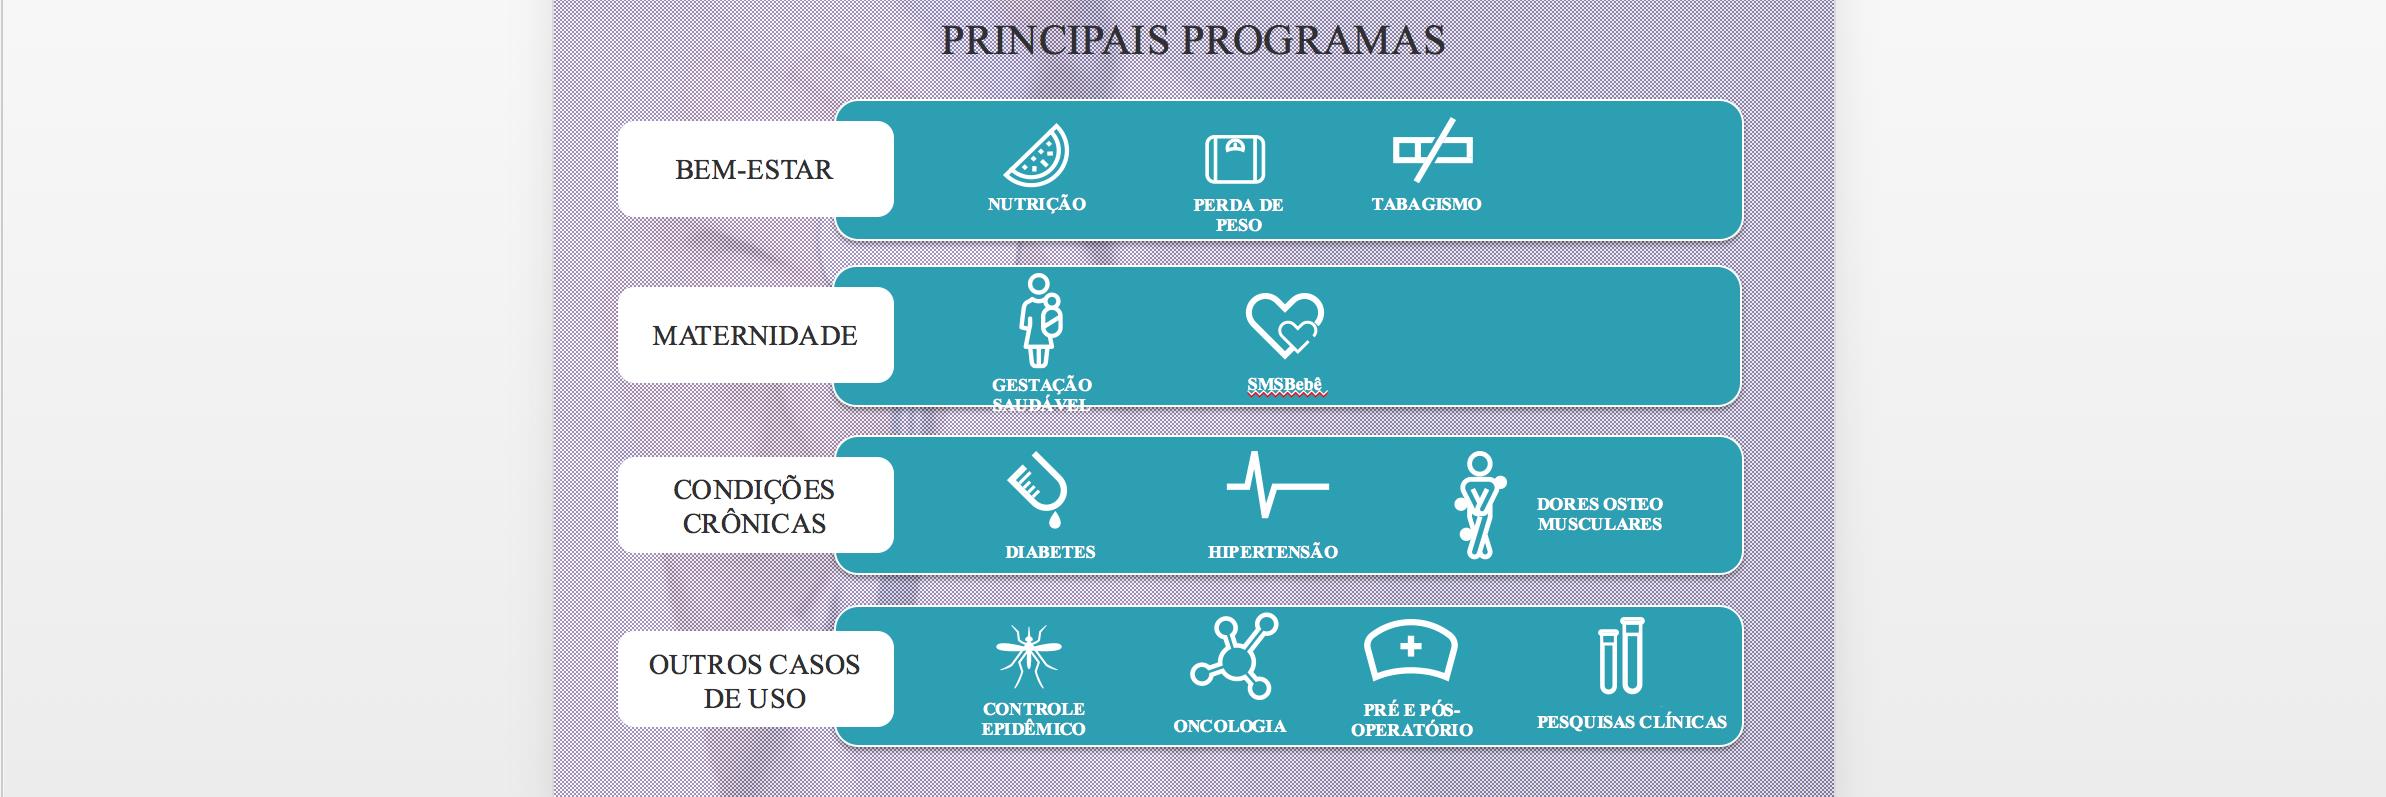 PRINCIPAIS PROGRAMAS
BEM-ESTAR
NUTRIÇÃO
PERDA DE
PESO
TABAGISMO
MATERNIDADE
GESTAÇÃO
SAUDÁVEL
SMSBebê
CONDIÇÕES
CRÔNICAS
DIABETES
HIPERTENSÃO
DORES OSTEO
MUSCULARES
OUTROS CASOS
DE USO
CONTROLE
EPIDÊMICO
ONCOLOGIA
PRÉ E PÓS-
OPERATÓRIO
PESQUISAS CLÍNICAS